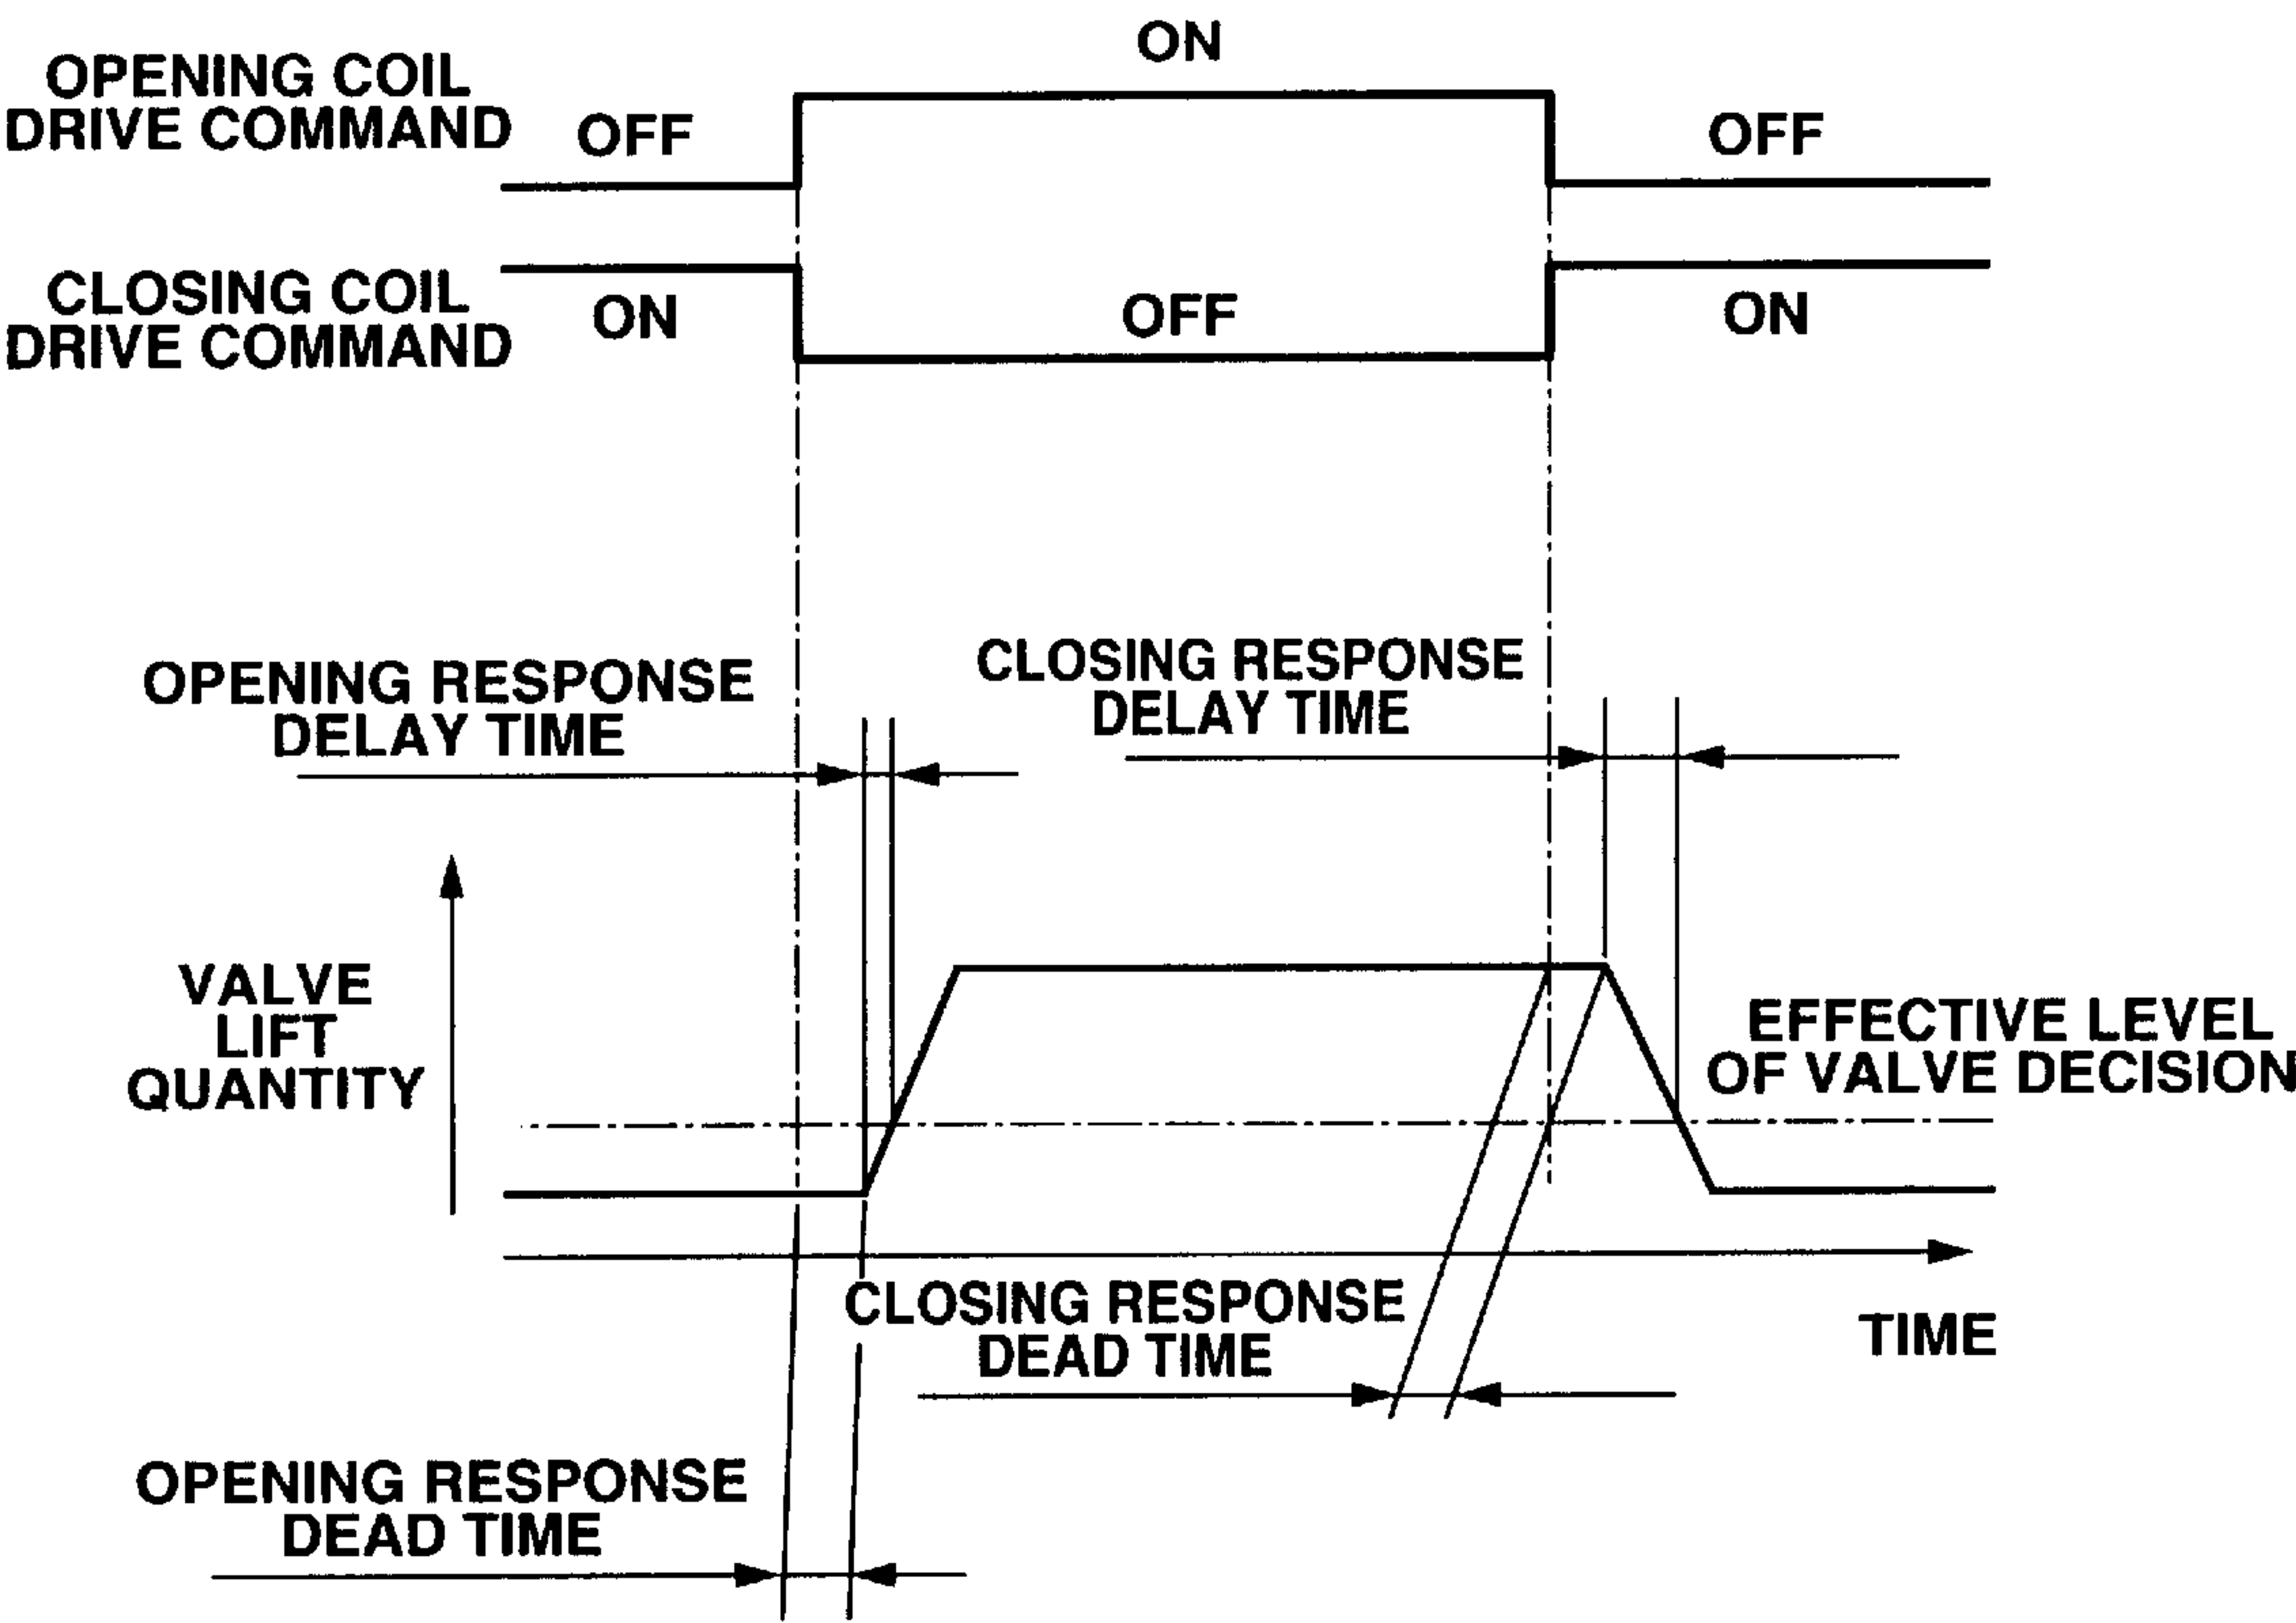 ON
OPENING COIL
DRIVE COMMAND
OFF
OFF
CLOSING COIL
DRIVE COMMAND
ON
OFF
ON
OPENING RESPONSE
DELAY TIME
CLOSING RESPONSE
DELAY TIME
VALVE
LIFT
QUANTITY
EFFECTIVE LEVEL
OF VALVE DECISION
CLOSING RESPONSE
DEAD TIME
TIME
OPENING RESPONSE
DEAD TIME